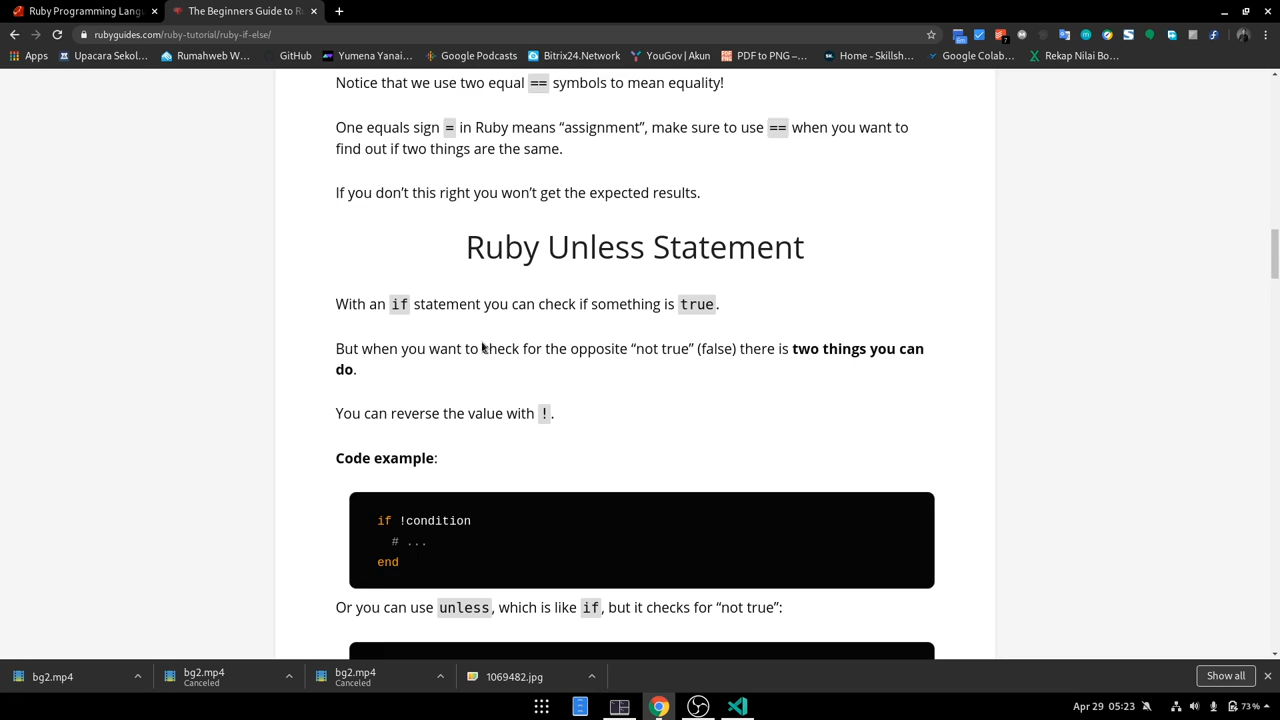 Ruby Programming Langu
The Beginners Guide to Ru
rubyguides.com/ruby-tutorial/ruby-if-else/
Apps
Upacara Sekol...
Rumahweb W...
GitHub
Yumena Yanai...
Google Podcasts
Bitrix24.Network
YouGov | Akun
PDF to PNG –...
Home - Skillsh...
Google Colab...
Rekap Nilai Bo...
Notice that we use two equal == symbols to mean equality!
One equals sign = in Ruby means “assignment”, make sure to use == when you want to
find out if two things are the same.
If you don’t this right you won’t get the expected results.
Ruby Unless Statement
With an if statement you can check if something is true.
But when you want to check for the opposite “not true” (false) there is two things you can
do.
You can reverse the value with !.
Code example:
if !condition
# ...
end
Or you can use unless, which is like if, but it checks for “not true”:
bg2.mp4
bg2.mp4
Canceled
bg2.mp4
Canceled
1069482.jpg
Show all
Apr 29 05:23
73 %